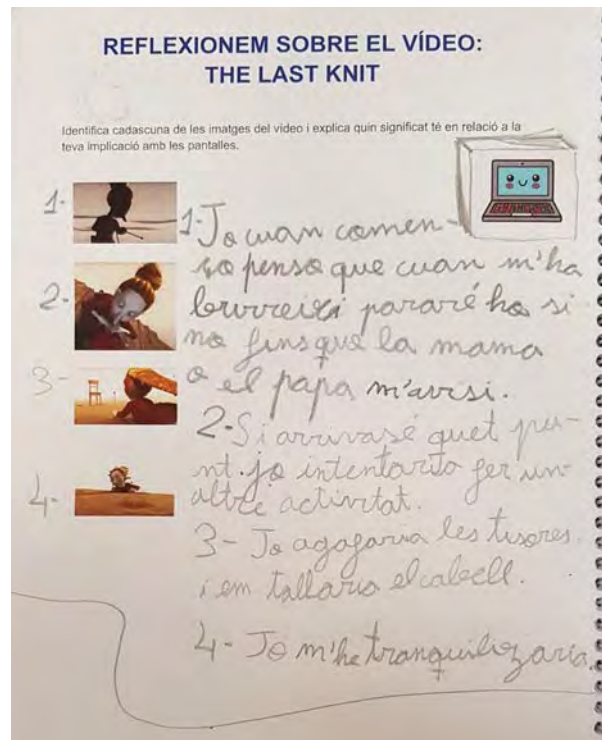 REFLEXIONEM SOBRE EL VÍDEO:
THE LAST KNIT
Identifica cadascuna de les imatges del vídeo i explica quin significat té en relació a la
teva implicació amb les pantalles.
1-
2-
3-
4-
1-Jo cuan comen-
so penso que cuan m'ha
pararé ho si
no fins que la mama
o el papa m'avisi.
2-Si arrivasé quet pu-
nt. jo intentaria fer un
altre activitat.
3- Jo agafaria les tisores
i em tallaria el cabell.
4- Jo m'he tranquilizaria.